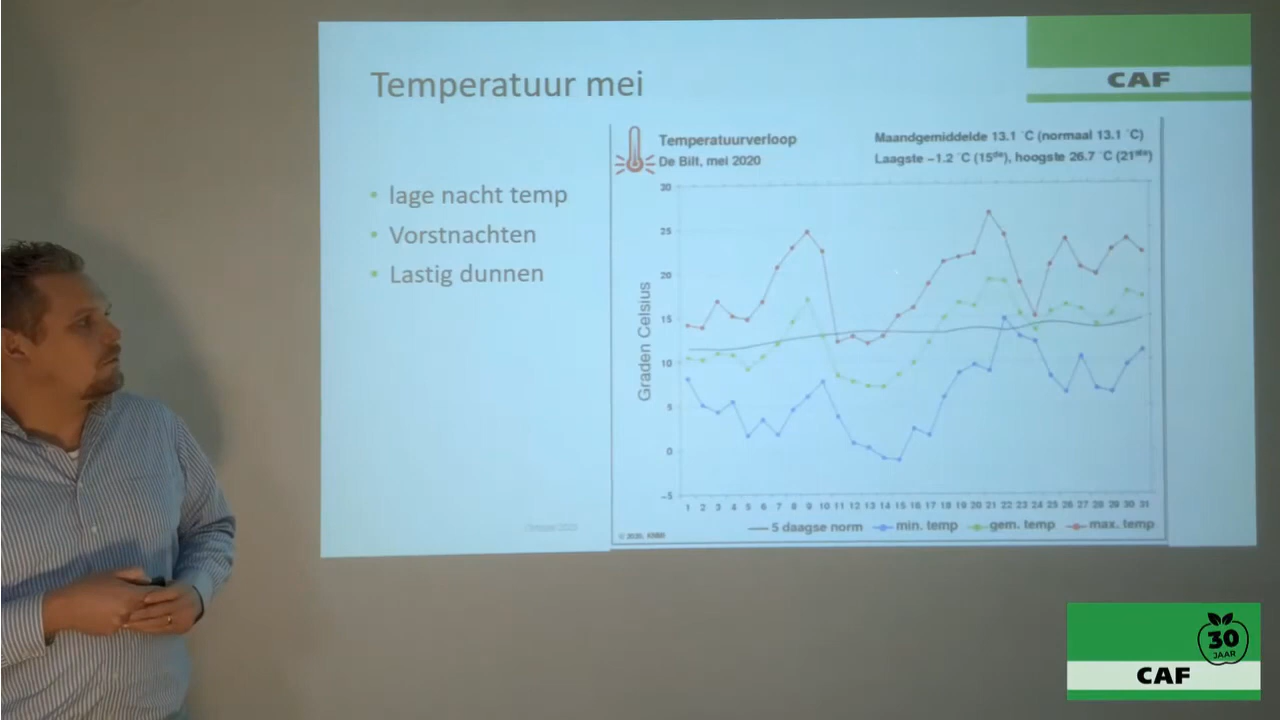 Temperatuur mei
CAF
lage nacht temp
Vorstnachten
Lastig dunnen
Temperatuurverloop
De Bilt, mei 2020
Maandgemiddelde 13.1 °C (normaal 13.1 °C)
Laagste -1.2 °C (15de), hoogste 26.7 °C (21ste)
Graden Celsius
30
25
20
15
10
5
0
-5
1 2 3 4 5 6 7 8 9 10 11 12 13 14 15 16 17 18 19 20 21 22 23 24 25 26 27 28 29 30 31
5 daagse norm min. temp gem. temp max. temp
© 2020, KNMI
30
JAAR
CAF